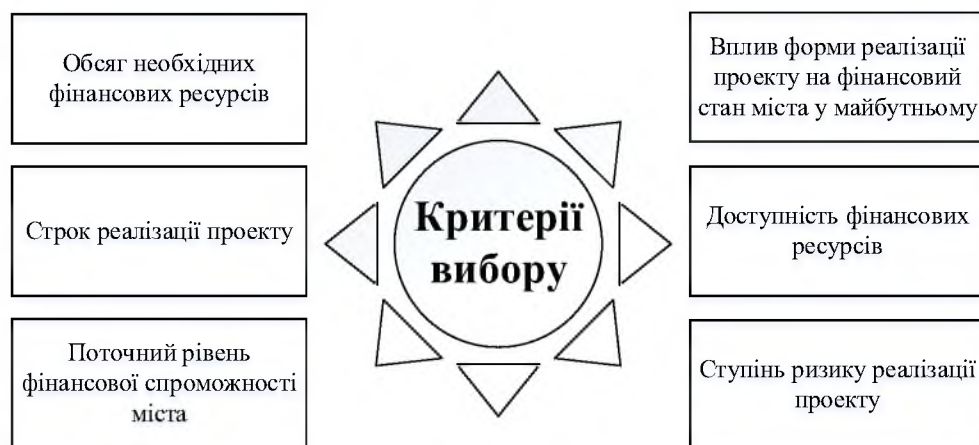 Обсяг необхідних
фінансових ресурсів
Строк реалізації проекту
Поточний рівень
фінансової спроможності
міста
Критерії
вибору
Вплив форми реалізації
проекту на фінансовий
стан міста у майбутньому
Доступність фінансових
ресурсів
Ступінь ризику реалізації
проекту